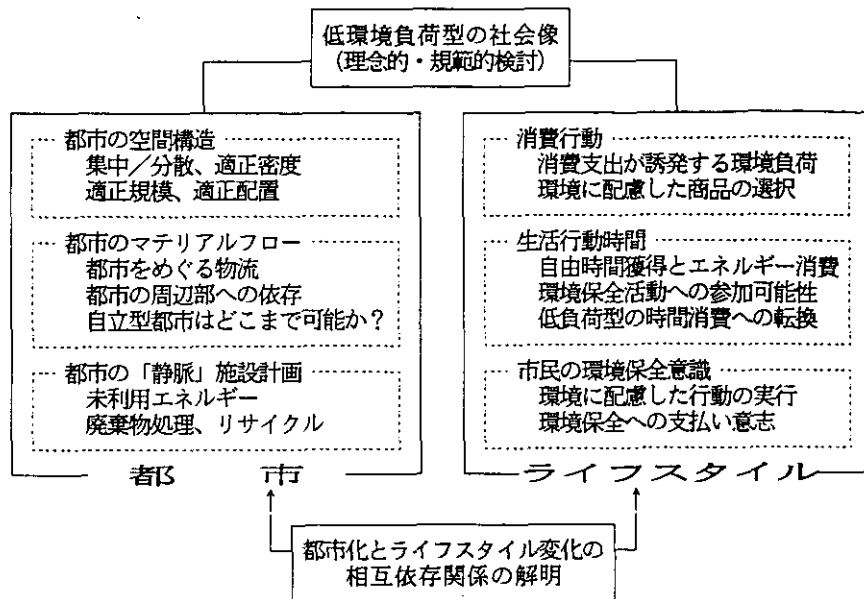 低環境負荷型の社会像
(理念的・規範的検討)
都市の空間構造
集中／分散、適正密度
適正規模、適正配置
都市のマテリアルフロー
都市をめぐる物流
都市の周辺部への依存
自立型都市はどこまで可能か？
都市の「静脈」施設計画
未利用エネルギー
廃棄物処理、リサイクル
都　市
消費行動
消費支出が誘発する環境負荷
環境に配慮した商品の選択
生活行動時間
自由時間獲得とエネルギー消費
環境保全活動への参加可能性
低負荷型の時間消費への転換
市民の環境保全意識
環境に配慮した行動の実行
環境保全への支払い意志
ライフスタイル
都市化とライフスタイル変化の
相互依存関係の解明